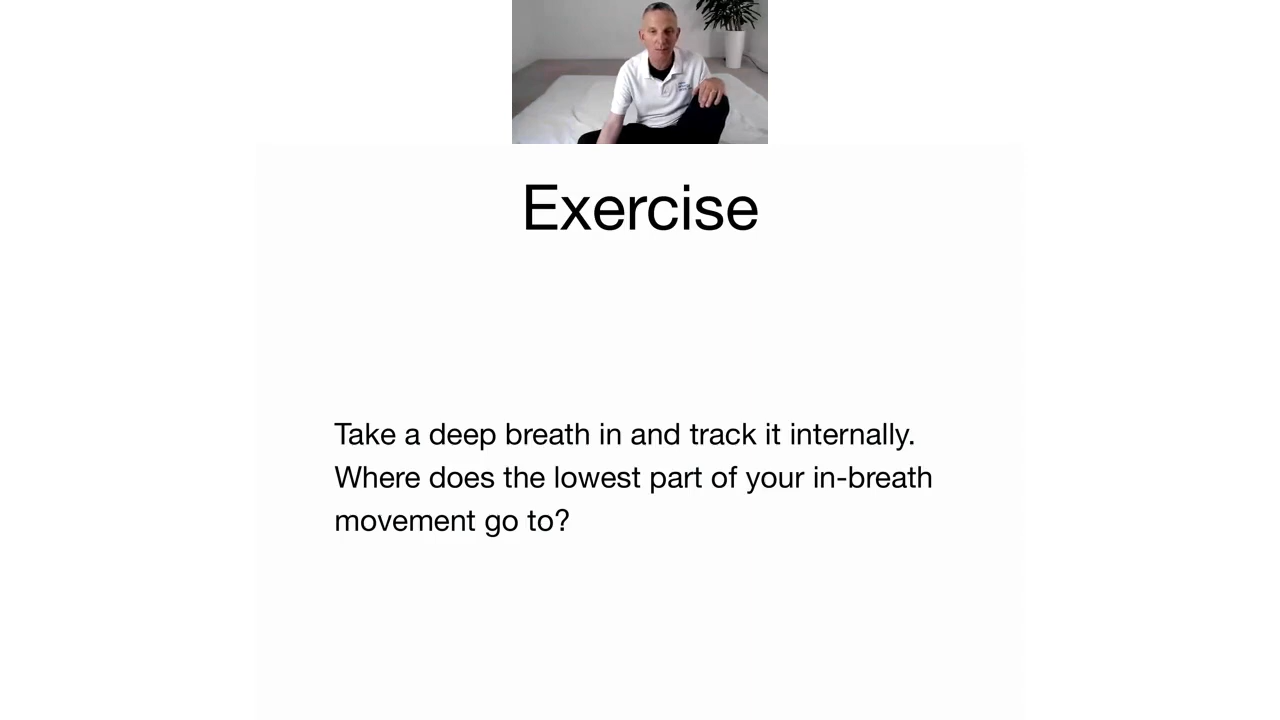 Exercise
Take a deep breath in and track it internally.
Where does the lowest part of your in-breath
movement go to?